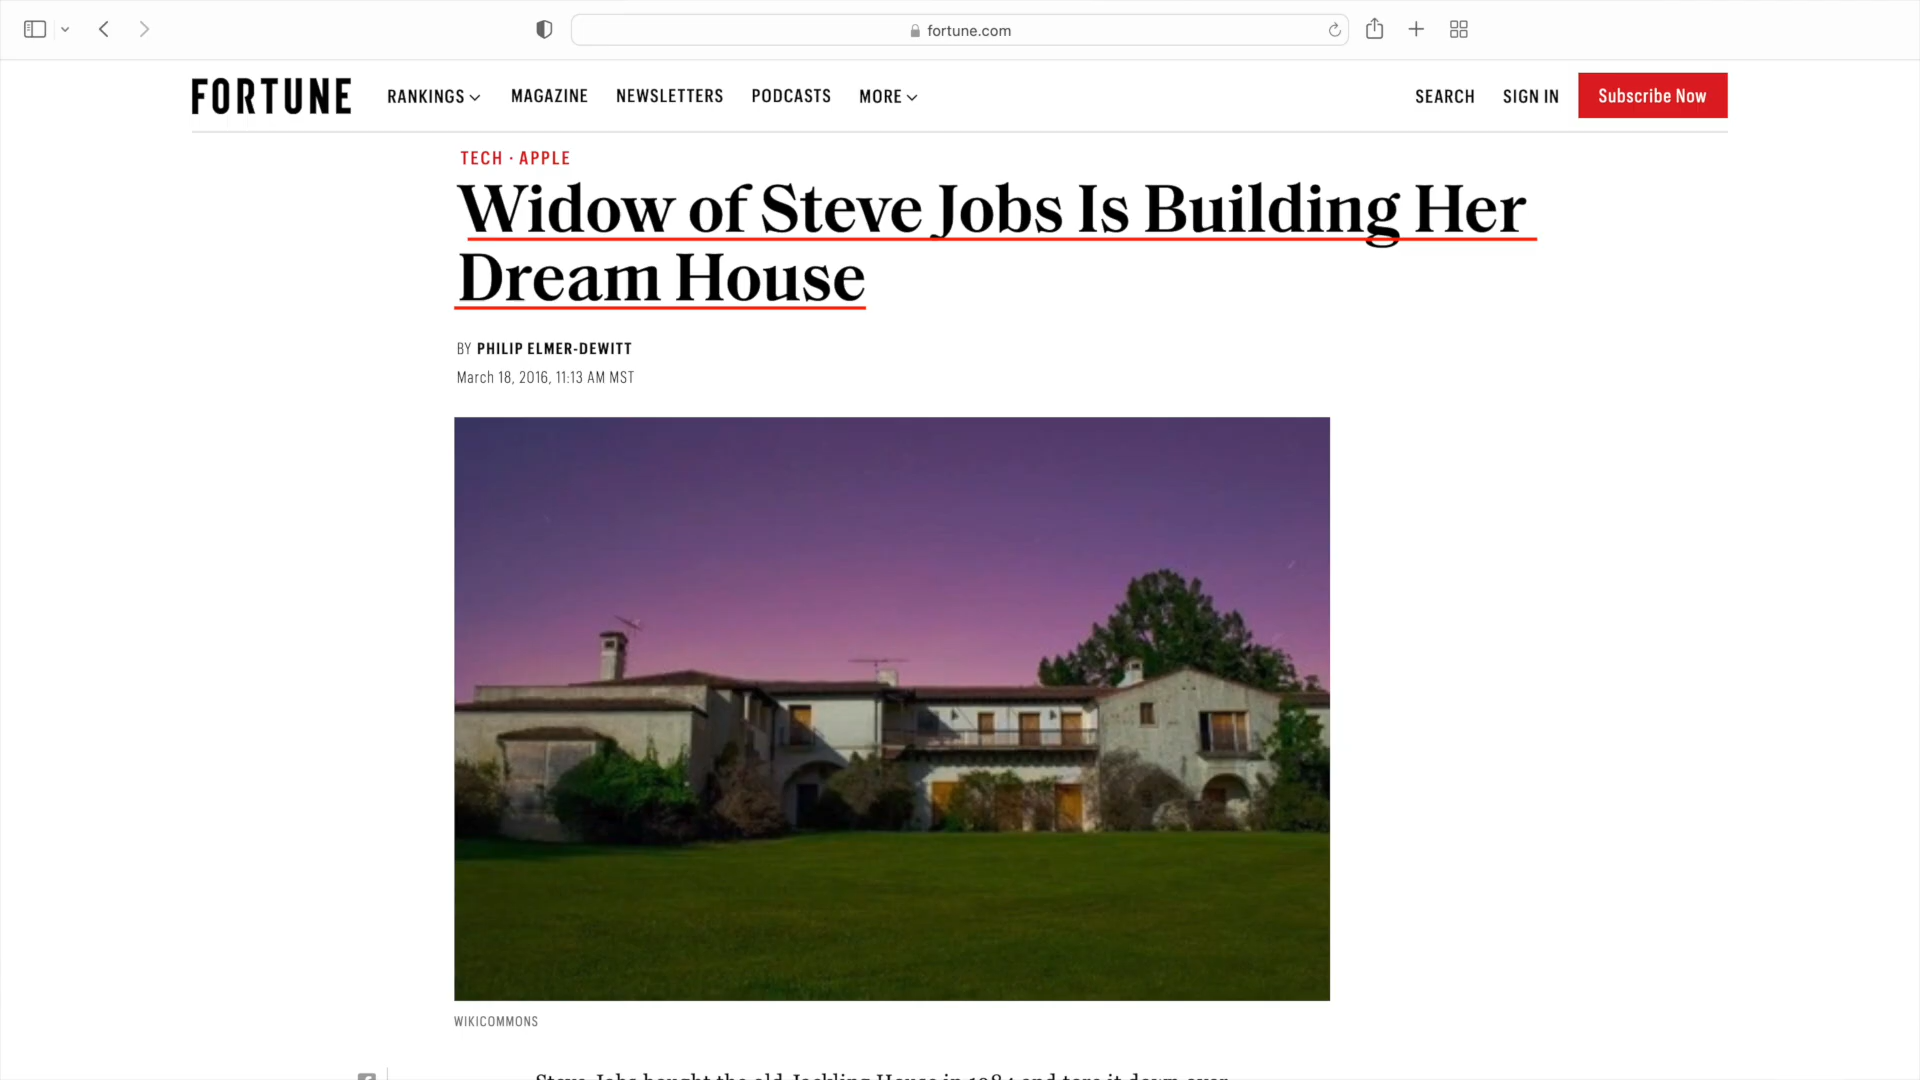 fortune.com
FORTUNE RANKINGS MAGAZINE NEWSLETTERS PODCASTS MORE SEARCH SIGN IN Subscribe Now
TECH · APPLE
Widow of Steve Jobs Is Building Her
Dream House
BY PHILIP ELMER-DEWITT
March 18, 2016, 11:13 AM MST
WIKICOMMONS
Steve Jobs bought the old Jackling House in 1984 and tore it down over